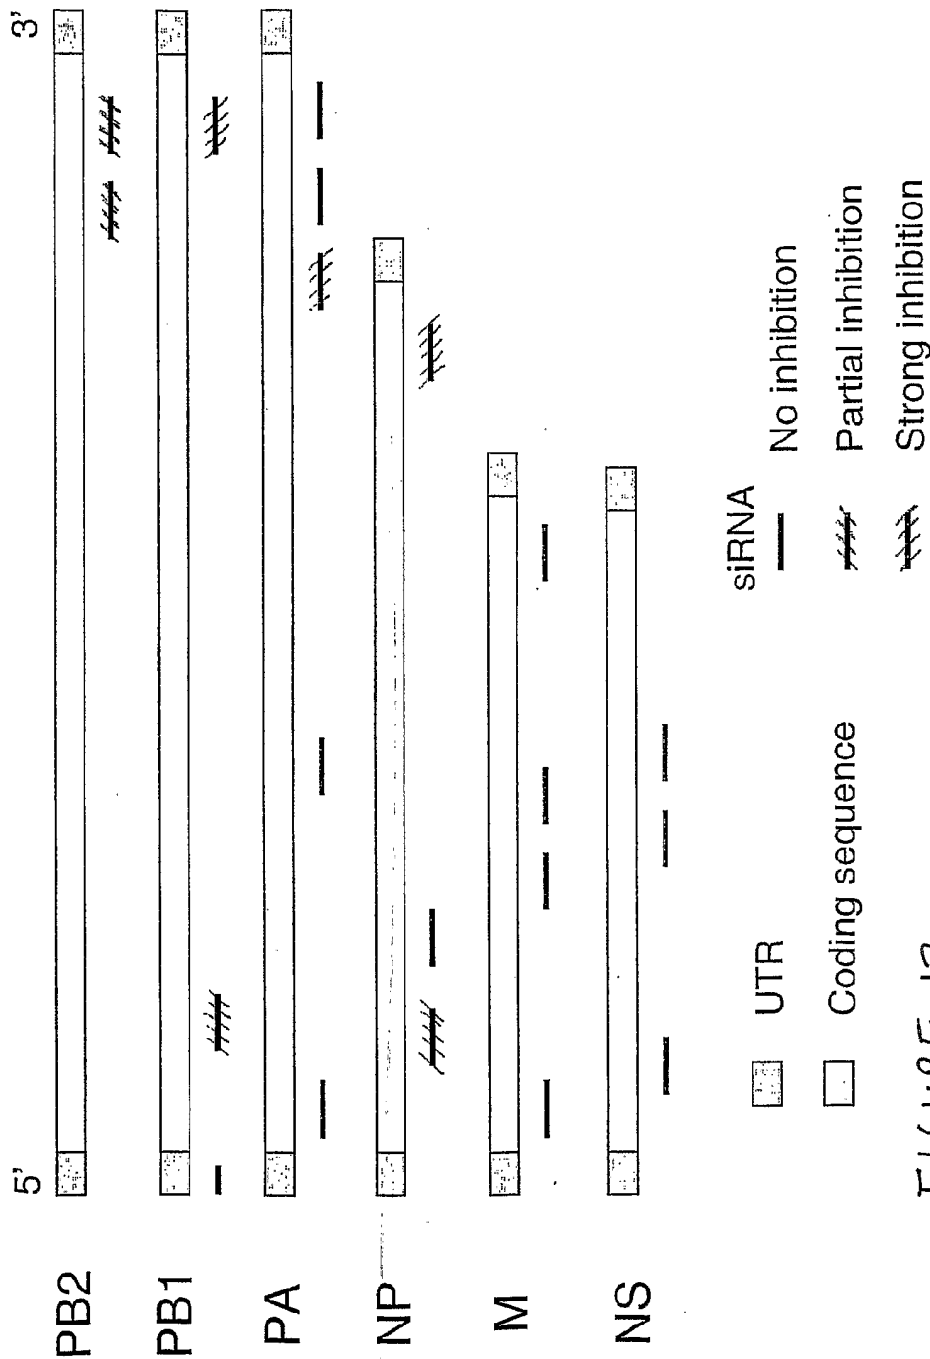 5' 3'
PB2
PB1
PA
NP
M
NS
siRNA
UTR No inhibition
Coding sequence Partial inhibition
Strong inhibition